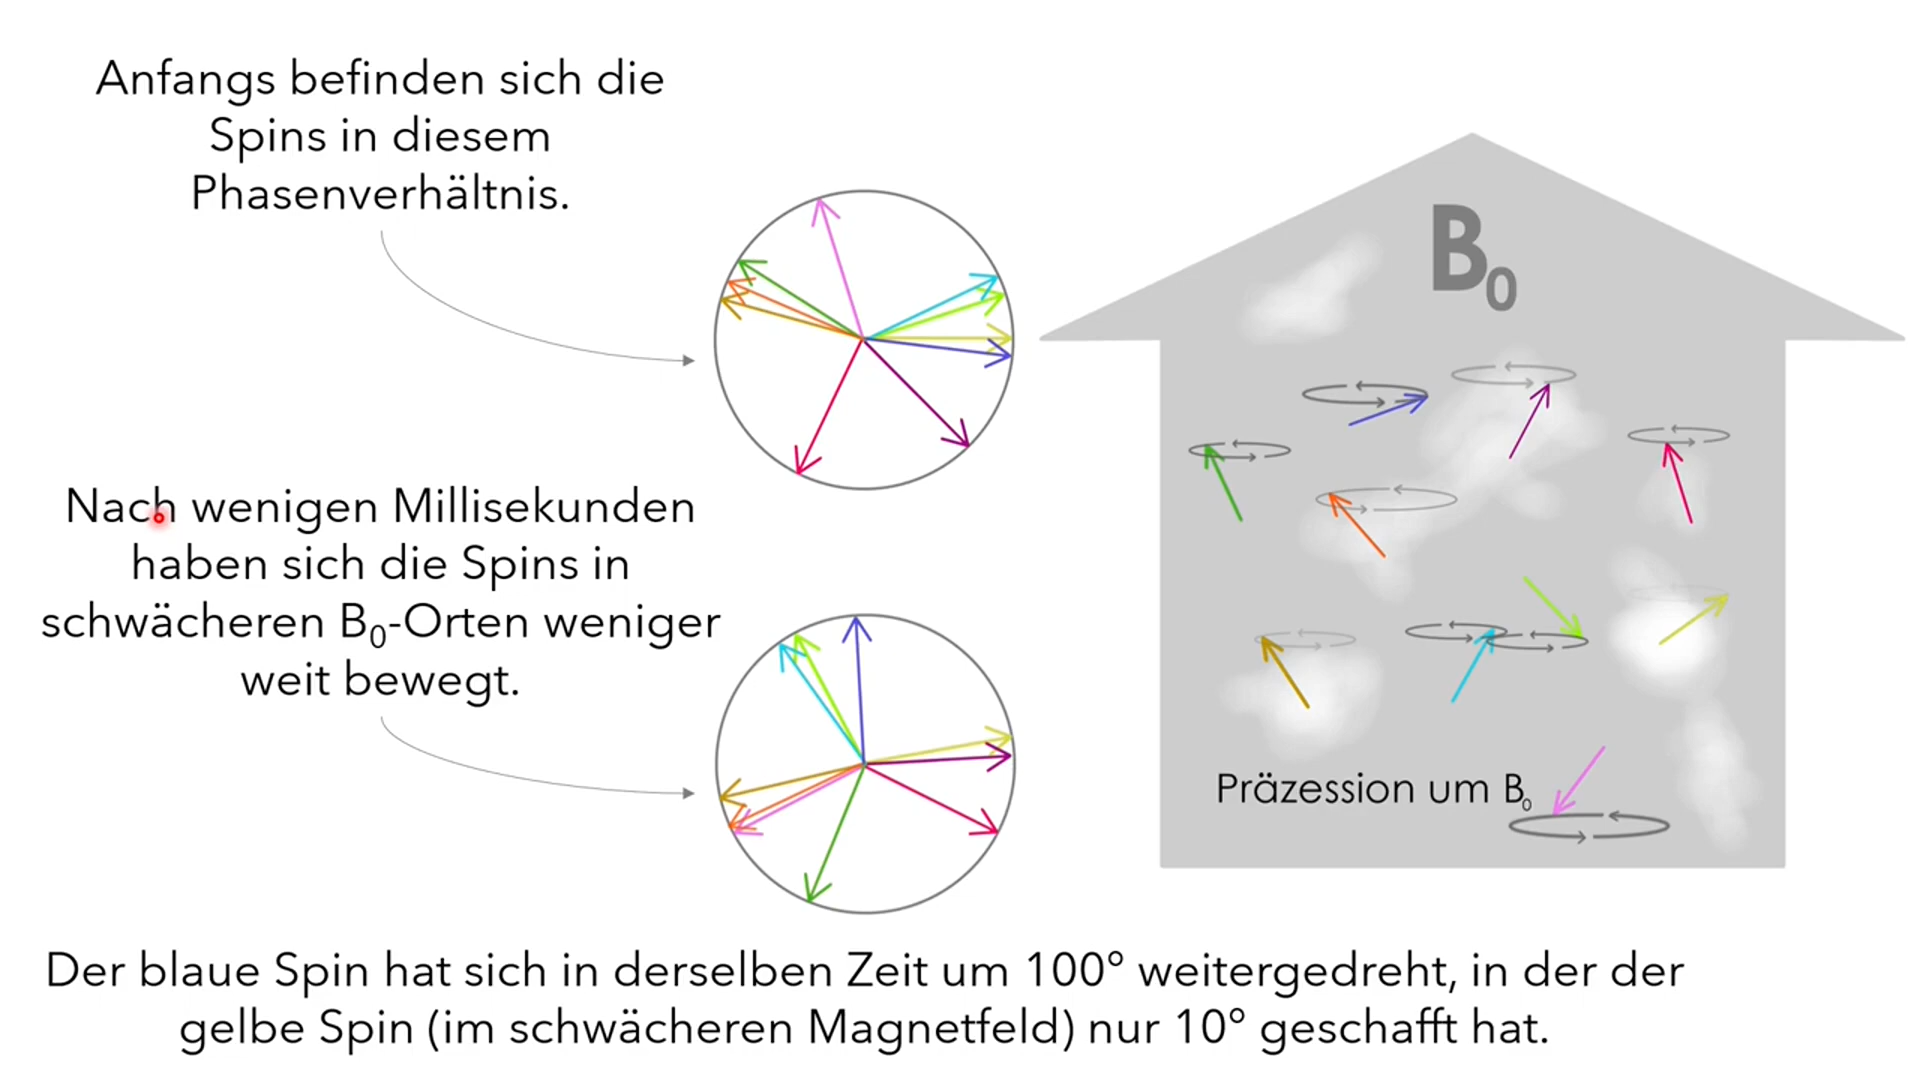 Anfangs befinden sich die
Spins in diesem
Phasenverhältnis.
B₀
Nach wenigen Millisekunden
haben sich die Spins in
schwächeren B₀-Orten weniger
weit bewegt.
Präzession um B₀
Der blaue Spin hat sich in derselben Zeit um 100° weitergedreht, in der der
gelbe Spin (im schwächeren Magnetfeld) nur 10° geschafft hat.